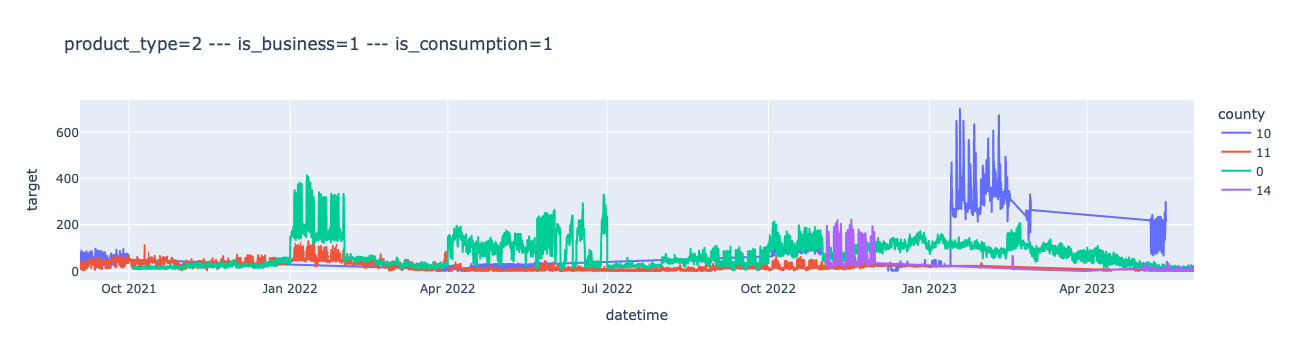 product_type=2 --- is_business=1 --- is_consumption=1
county
10
11
0
14
target
600
400
200
0
Oct 2021
Jan 2022
Apr 2022
Jul 2022
Oct 2022
Jan 2023
Apr 2023
datetime